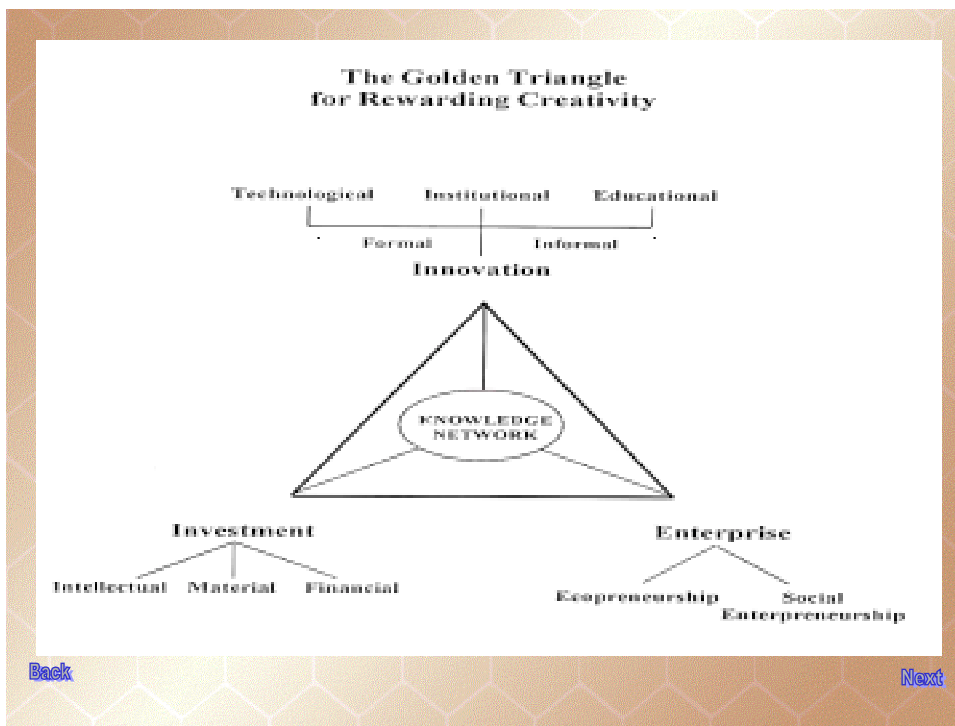 The Golden Triangle
for Rewarding Creativity
Technological Institutional Educational
Formal Informal
Innovation
KNOWLEDGE
NETWORK
Investment Enterprise
Intellectual Material Financial
Ecopreneurship Social
Enterpreneurship
Back Next